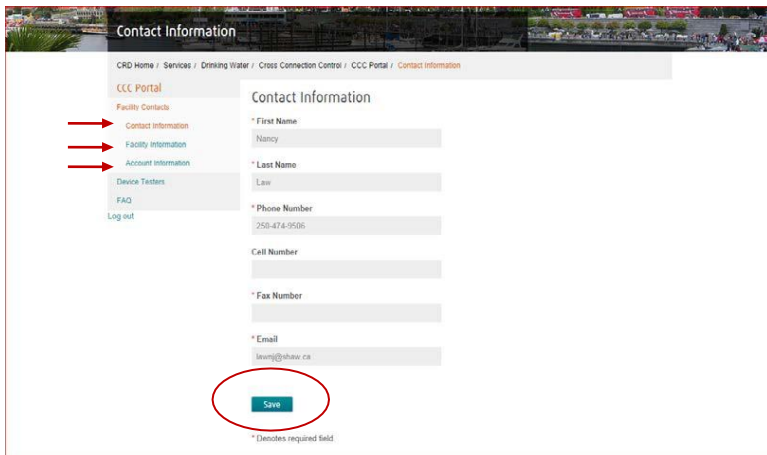 Contact Information
CRD Home / Services / Drinking Water / Cross Connection Control / CCC Portal / Contact Information
CCC Portal
Facility Contacts
Contact Information
Facility Information
Account Information
Device Testers
FAQ
Log out
Contact Information
* First Name
Nancy
* Last Name
Law
* Phone Number
250-474-9506
Cell Number
* Fax Number
* Email
lawnj@shaw.ca
Save
* Denotes required field